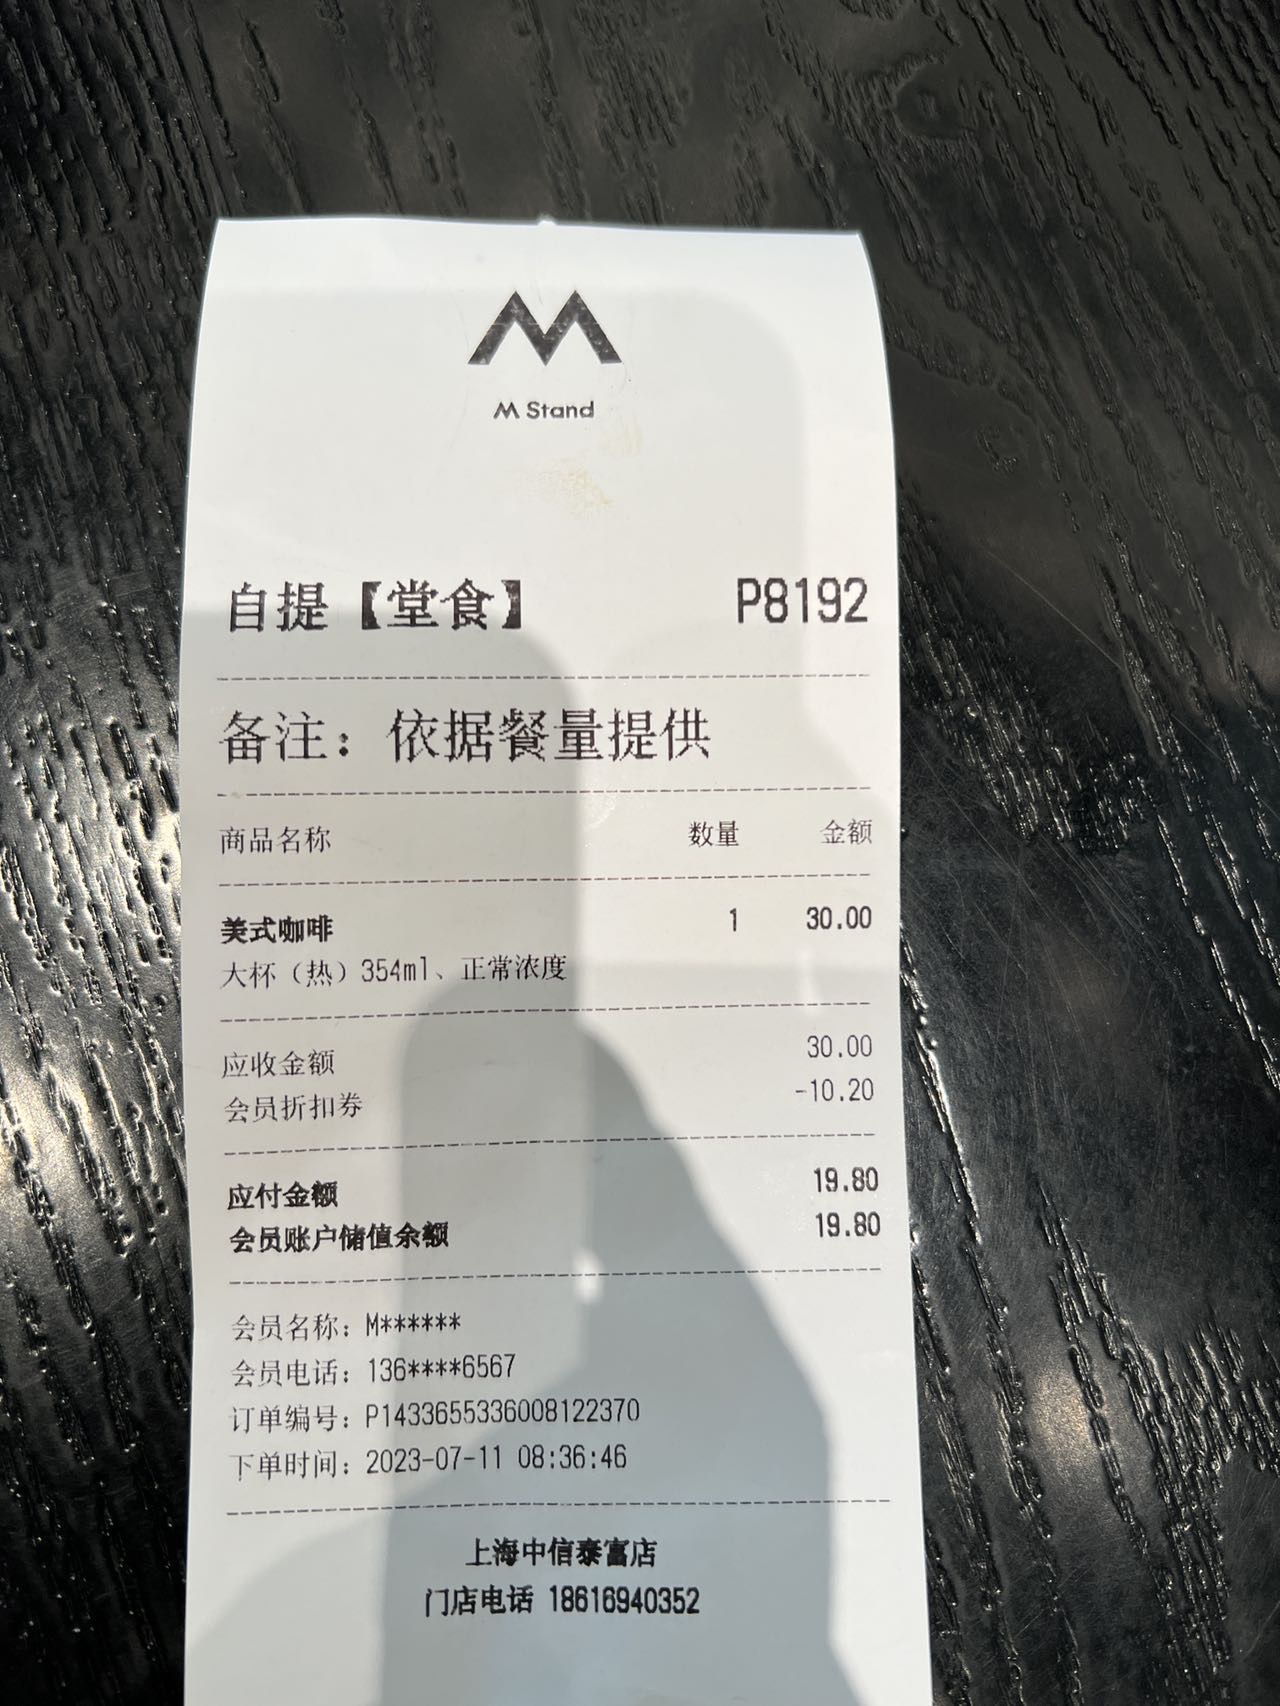 M Stand
自提【堂食】 P8192
备注：依据餐量提供
商品名称 数量 金额
美式咖啡 1 30.00
大杯（热）354ml、正常浓度
应收金额 30.00
会员折扣券 -10.20
应付金额 19.80
会员账户储值余额 19.80
会员名称：M******
会员电话：136****6567
订单编号：P1433655336008122370
下单时间：2023-07-11 08:36:46
上海中信泰富店
门店电话 18616940352